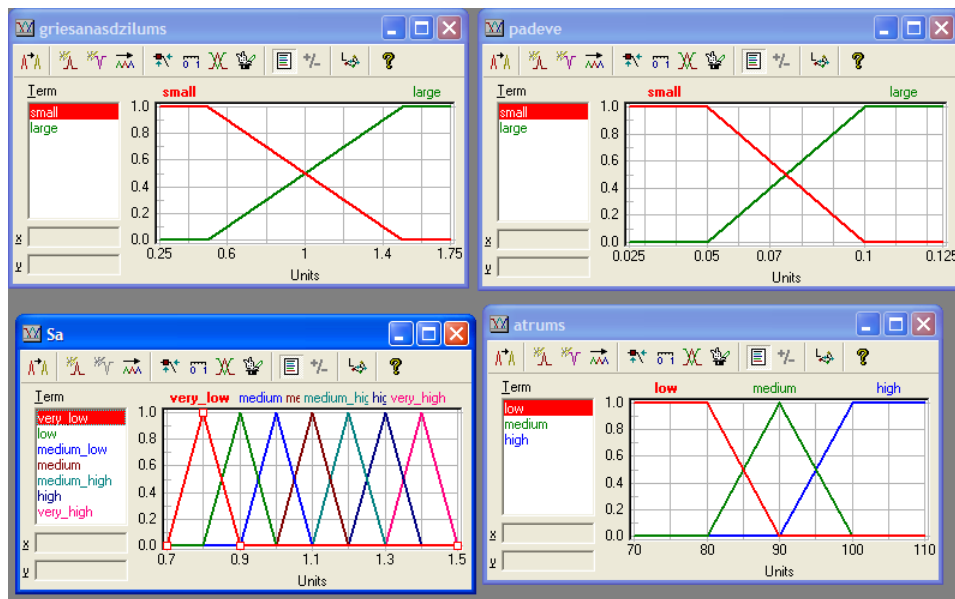 griesanasdzilums
Term
small
large
x
y
small large
1.0
0.8
0.6
0.4
0.2
0.0
0.25 0.6 1 1.4 1.75
Units
padeve
Term
small
large
x
y
small large
1.0
0.8
0.6
0.4
0.2
0.0
0.025 0.05 0.07 0.1 0.125
Units
Sa
Term
very_low
low
medium_low
medium
medium_high
high
very_high
x
y
very_low medium me medium_hig hig very_high
1.0
0.8
0.6
0.4
0.2
0.0
0.7 0.9 1.1 1.3 1.5
Units
atrums
Term
low
medium
high
x
y
low medium high
1.0
0.8
0.6
0.4
0.2
0.0
70 80 90 100 110
Units